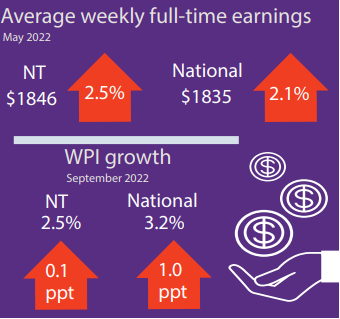 Average weekly full-time earnings
May 2022
NT
$1846
2.5%
National
$1835
2.1%
WPI growth
September 2022
NT
2.5%
National
3.2%
0.1
ppt
1.0
ppt
$
$
$